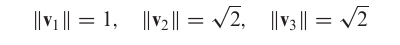 ‖v₁‖ = 1, ‖v₂‖ = √2, ‖v₃‖ = √2